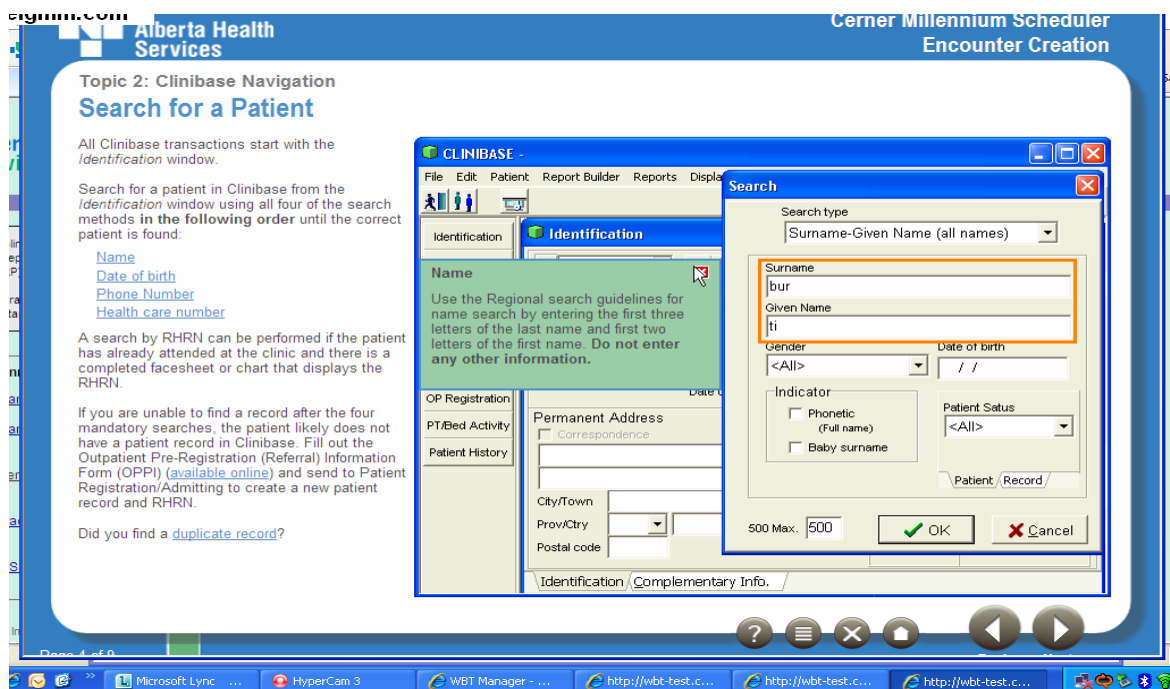 Alberta Health
Services
Cerner Millennium Scheduler
Encounter Creation
Topic 2: Clinibase Navigation
Search for a Patient
All Clinibase transactions start with the
Identification window.
Search for a patient in Clinibase from the
Identification window using all four of the search
methods in the following order until the correct
patient is found:
Name
Date of birth
Phone Number
Health care number
A search by RHRN can be performed if the patient
has already attended at the clinic and there is a
completed facesheet or chart that displays the
RHRN.
If you are unable to find a record after the four
mandatory searches, the patient likely does not
have a patient record in Clinibase. Fill out the
Outpatient Pre-Registration (Referral) Information
Form (OPPI) (available online) and send to Patient
Registration/Admitting to create a new patient
record and RHRN.
Did you find a duplicate record?
CLINIBASE -
File Edit Patient Report Builder Reports Displa
Identification
Identification
Name
Use the Regional search guidelines for
name search by entering the first three
letters of the last name and first two
letters of the first name. Do not enter
any other information.
OP Registration
PT/Bed Activity
Patient History
Permanent Address
Correspondence
City/Town
Prov/Ctry
Postal code
Identification Complementary Info.
Search
Search type
Surname-Given Name (all names)
Surname
bur
Given Name
ti
Gender
Date of birth
<All>
/ /
Indicator
Phonetic
(Full name)
Baby surname
Patient Satus
<All>
Patient Record
500 Max. 500
OK
Cancel
Page 4 of 9
Microsoft Lync ...
HyperCam 3
WBT Manager - ...
http://wbt-test.c...
http://wbt-test.c...
http://wbt-test.c...